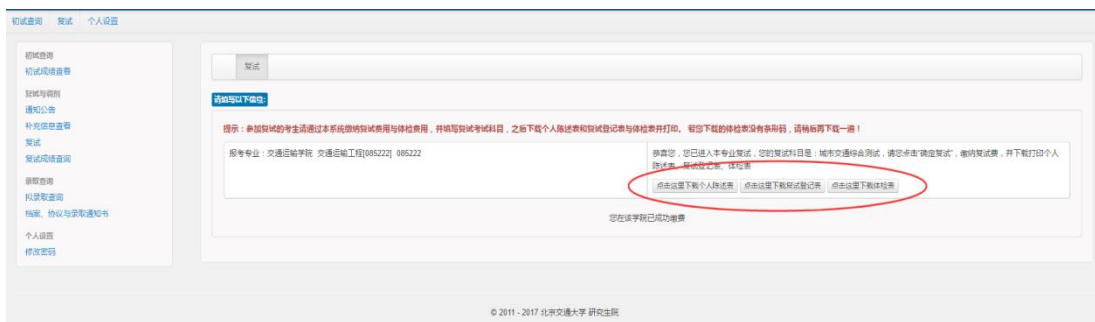 初试查询 复试 个人设置
初试查询
初试成绩查看
复试与调剂
通知公告
补充信息查看
复试
复试成绩查询
录取查询
拟录取查询
档案、协议与录取通知书
个人设置
修改密码
复试
请填写以下信息:
提示：参加复试的考生请通过本系统缴纳复试费用与体检费用，并填写复试考试科目，之后下载个人陈述表和复试登记表与体检表并打印。 若您下载的体检表没有条形码，请稍后再下载一遍！
报考专业：交通运输学院 交通运输工程[085222] 085222
恭喜您，您已进入本专业复试，您的复试科目是：城市交通综合测试，请您点击"确定复试"，缴纳复试费，并下载打印个人
陈述表、复试登记表、体检表
点击这里下载个人陈述表 点击这里下载复试登记表 点击这里下载体检表
您在该学院已成功缴费
© 2011 - 2017 北京交通大学 研究生院